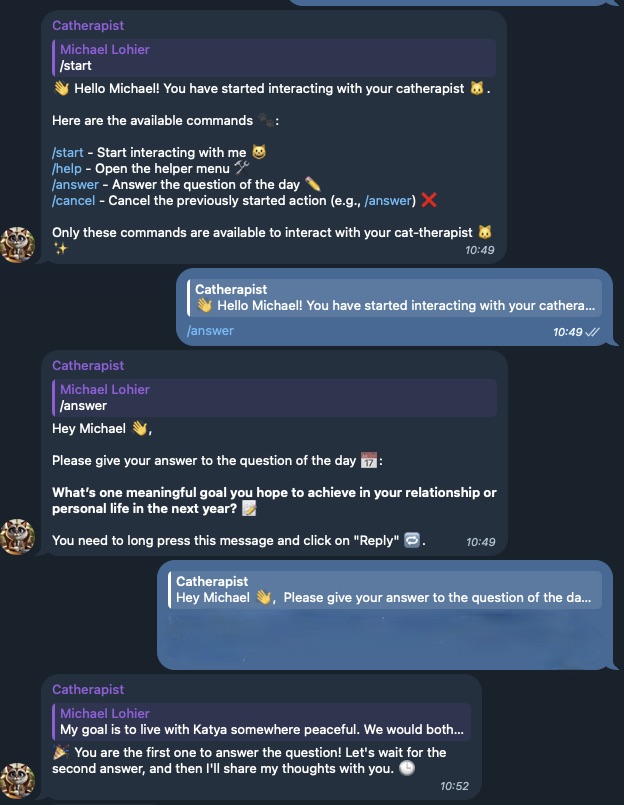 Catherapist
Michael Lohier
/start
👋 Hello Michael! You have started interacting with your catherapist 🐱.
Here are the available commands 🐾:
/start - Start interacting with me 😺
/help - Open the helper menu 🛠️
/answer - Answer the question of the day ✏️
/cancel - Cancel the previously started action (e.g., /answer) ❌
Only these commands are available to interact with your cat-therapist 🐱
✨
10:49
Catherapist
👋 Hello Michael! You have started interacting with your cathera...
/answer
10:49
Catherapist
Michael Lohier
/answer
Hey Michael 👋,
Please give your answer to the question of the day 📅:
What's one meaningful goal you hope to achieve in your relationship or
personal life in the next year? 📝
You need to long press this message and click on "Reply" 🔁.
10:49
Catherapist
Hey Michael 👋, Please give your answer to the question of the da...
Catherapist
Michael Lohier
My goal is to live with Katya somewhere peaceful. We would both...
🎉 You are the first one to answer the question! Let's wait for the
second answer, and then I'll share my thoughts with you. 🕒
10:52